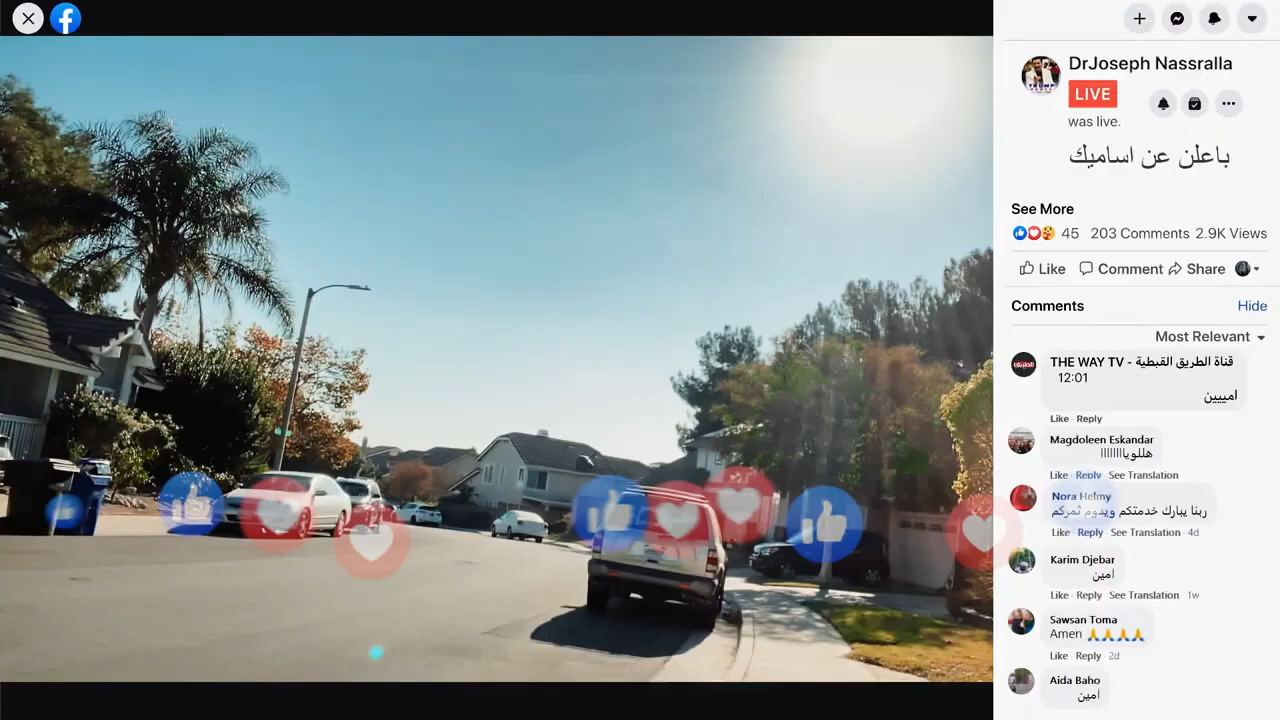 DrJoseph Nassralla
LIVE
was live.
باعلن عن اساميك
See More
45 203 Comments 2.9K Views
Like Comment Share
Comments Hide
Most Relevant
THE WAY TV - قناة الطريق القبطية
12:01
امييين
Like · Reply
Magdoleen Eskandar
هللوياااااااا
Like · Reply · See Translation
Nora Helmy
ربنا يبارك خدمتكم ويدوم ثمركم
Like · Reply · See Translation · 4d
Karim Djebar
امين
Like · Reply · See Translation · 1w
Sawsan Toma
Amen 🙏🙏🙏🙏
Like · Reply · 2d
Aida Baho
امين